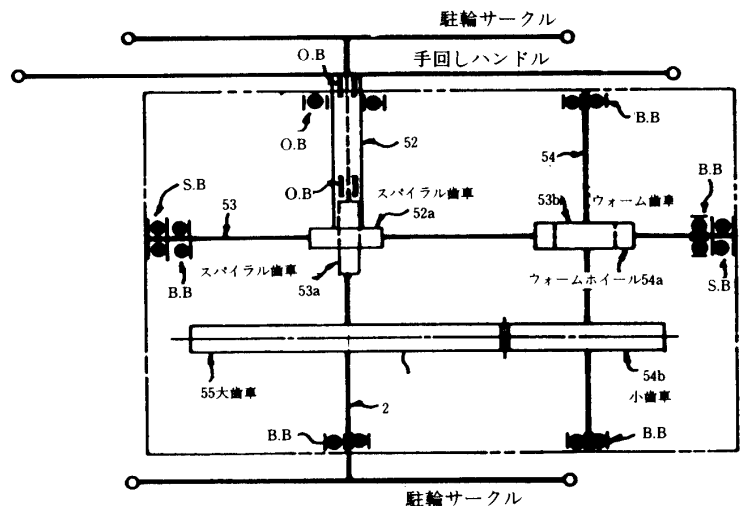 駐輪サークル
手回しハンドル
O.B
O.B
52
54
B.B
O.B
S.B
53
スパイラル歯車
52a
53b
ウォーム歯車
B.B
B.B
スパイラル歯車
53a
ウォームホイール54a
S.B
55大歯車
54b
小歯車
2
B.B
B.B
駐輪サークル